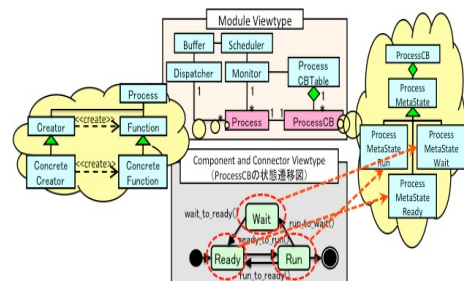 Module Viewtype
Buffer
Scheduler
Dispatcher
Monitor
Process
CBTable
1
1
1
*
*
*
Process
1
1
ProcessCB
Process
Creator
<<create>>
Function
Concrete
Creator
<<create>>
Concrete
Function
ProcessCB
Process
MetaState
Process
MetaState
Run
Process
MetaState
Wait
Process
MetaState
Ready
Component and Connector Viewtype
(ProcessCBの状態遷移図)
wait_to_ready()
Wait
run_to_wait()
ready_to_run()
Ready
Run
run_to_ready()